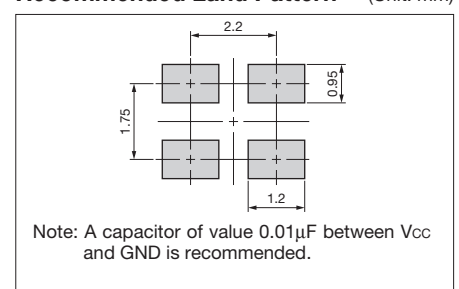 Recommended Land Pattern (Unit: mm)
2.2
0.95
1.75
1.2
Note: A capacitor of value 0.01µF between Vcc
and GND is recommended.